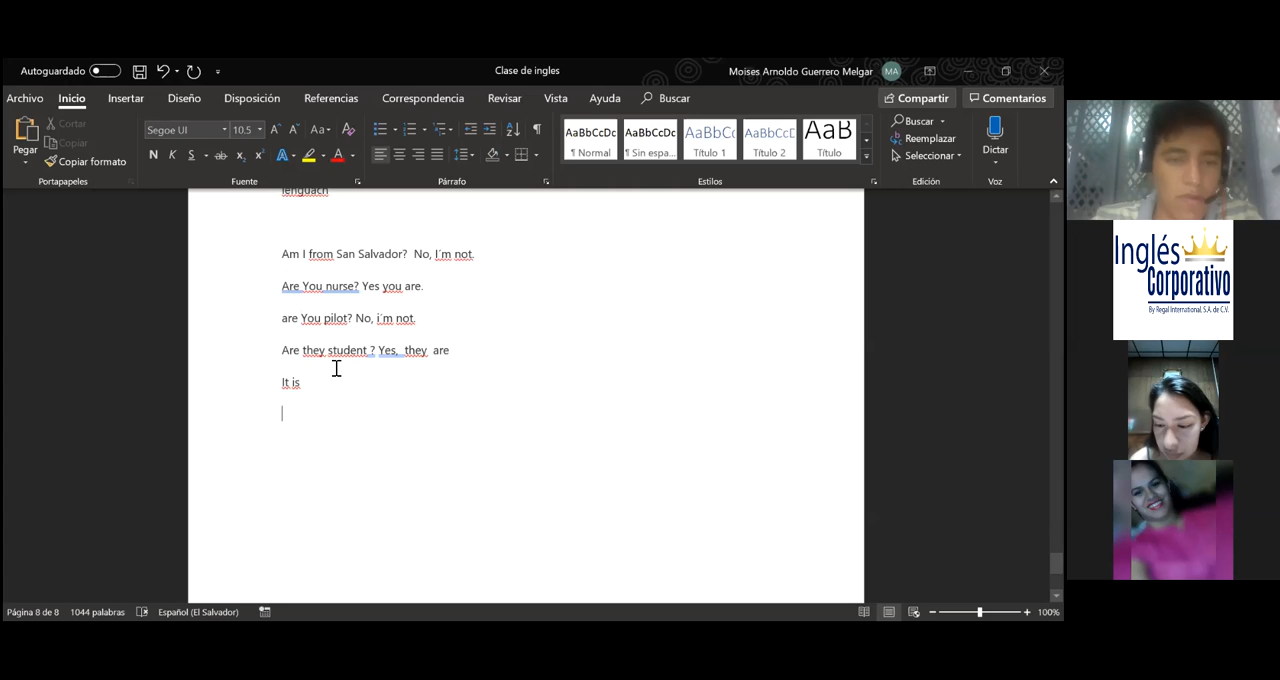 Autoguardado
Clase de ingles
Moises Arnoldo Guerrero Melgar
MA
Archivo Inicio Insertar Diseño Disposición Referencias Correspondencia Revisar Vista Ayuda Buscar
Compartir
Comentarios
Pegar
Cortar
Copiar
Copiar formato
Portapapeles
Segoe UI 10.5
Fuente
Párrafo
AaBbCcDc AaBbCcDc AaBbC( AaBbCcE AaB
¶ Normal ¶ Sin espa... Título 1 Título 2 Título
Estilos
Buscar
Reemplazar
Seleccionar
Edición
Dictar
Voz
lenguach
Am I from San Salvador? No, I´m not.
Are You nurse? Yes you are.
are You pilot? No, i´m not.
Are they student ? Yes, they are
It is
Página 8 de 8 1044 palabras Español (El Salvador)
100%
Inglés
Corporativo
By Regal International, S.A. de C.V.